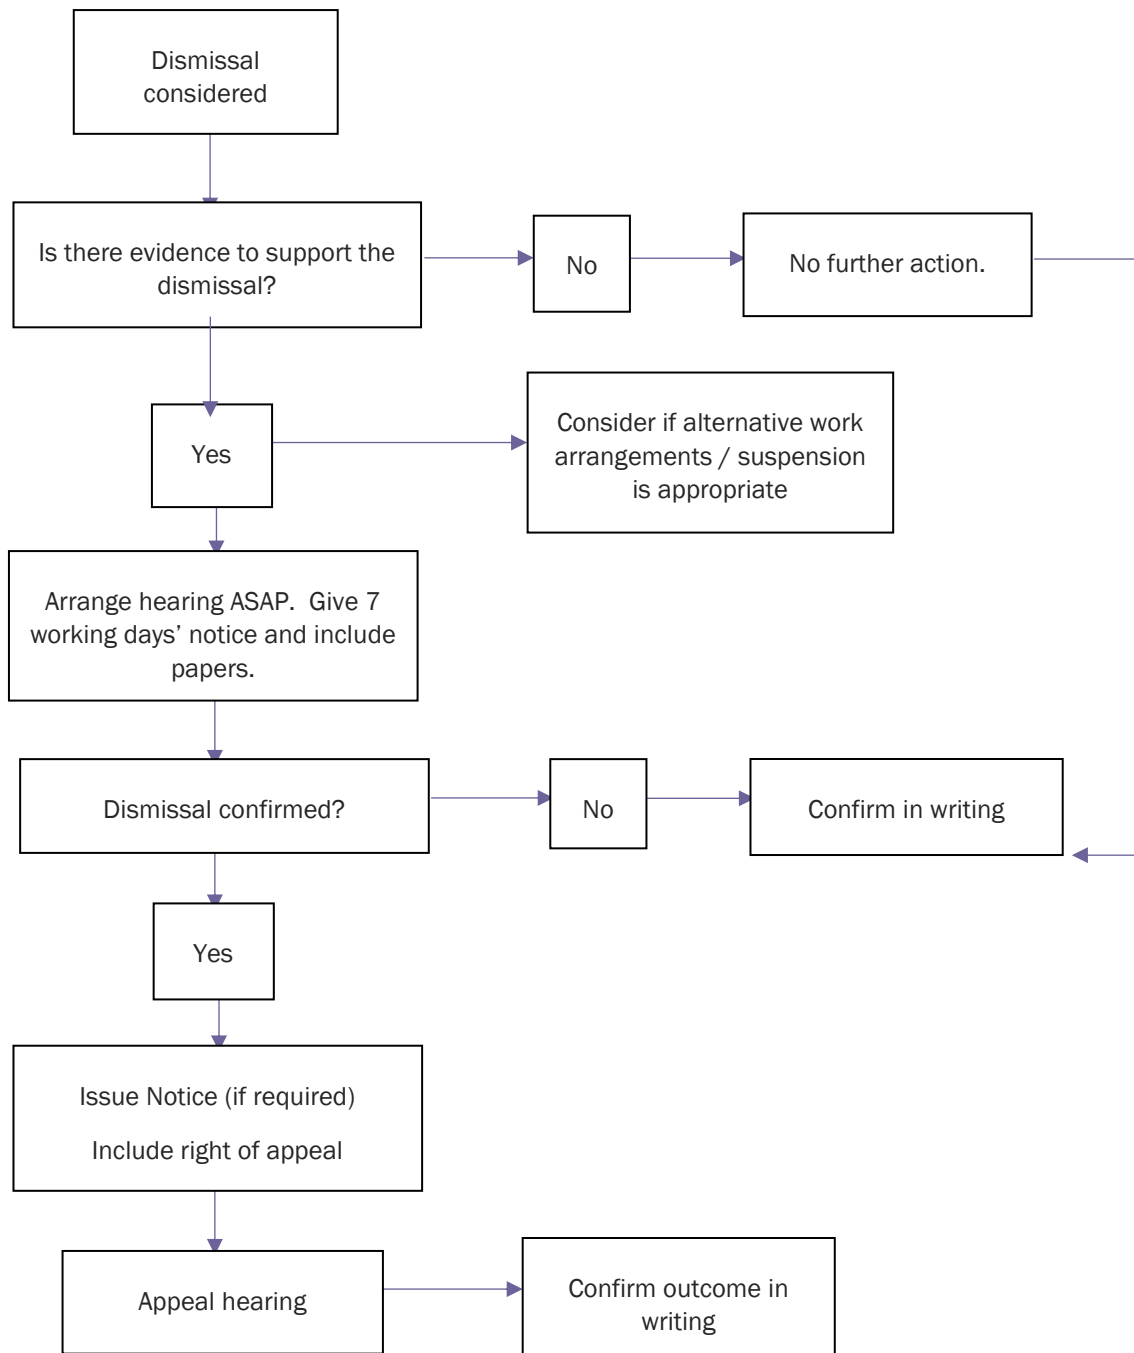 Dismissal
considered
Is there evidence to support the
dismissal?
No
No further action.
Yes
Consider if alternative work
arrangements / suspension
is appropriate
Arrange hearing ASAP.  Give 7
working days’ notice and include
papers.
Dismissal confirmed?
No
Confirm in writing
Yes
Issue Notice (if required)
Include right of appeal
Appeal hearing
Confirm outcome in
writing